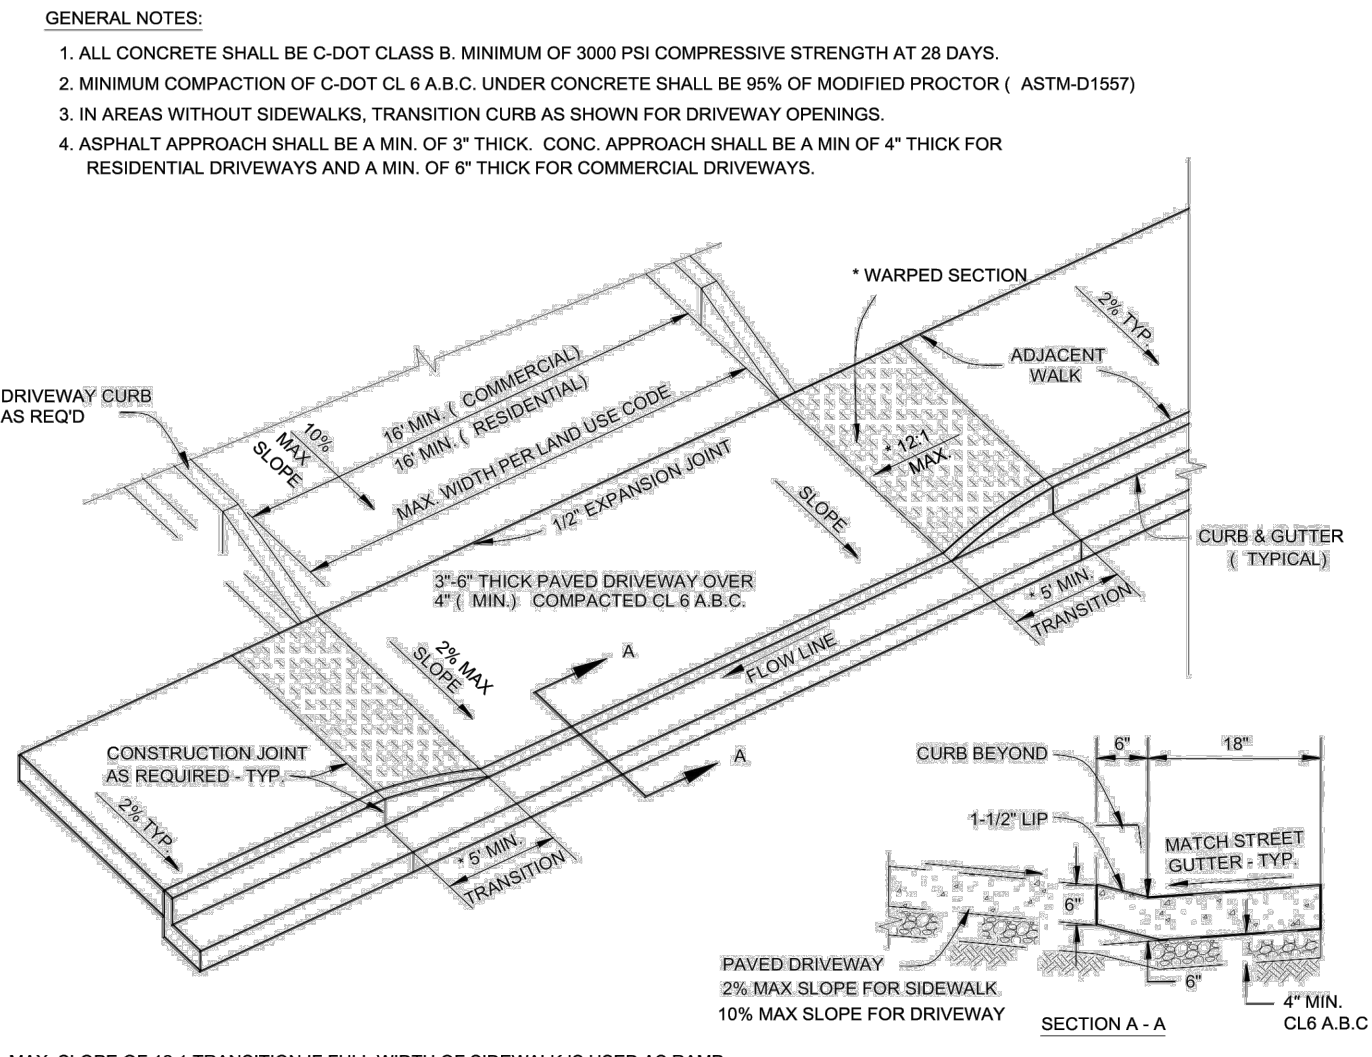 GENERAL NOTES:
1. ALL CONCRETE SHALL BE C-DOT CLASS B. MINIMUM OF 3000 PSI COMPRESSIVE STRENGTH AT 28 DAYS.
2. MINIMUM COMPACTION OF C-DOT CL 6 A.B.C. UNDER CONCRETE SHALL BE 95% OF MODIFIED PROCTOR ( ASTM-D1557)
3. IN AREAS WITHOUT SIDEWALKS, TRANSITION CURB AS SHOWN FOR DRIVEWAY OPENINGS.
4. ASPHALT APPROACH SHALL BE A MIN. OF 3" THICK. CONC. APPROACH SHALL BE A MIN OF 4" THICK FOR
RESIDENTIAL DRIVEWAYS AND A MIN. OF 6" THICK FOR COMMERCIAL DRIVEWAYS.
* WARPED SECTION
2% TYP.
ADJACENT
WALK
DRIVEWAY CURB
AS REQ'D
10%
MAX
SLOPE
16' MIN. ( COMMERCIAL)
16' MIN. ( RESIDENTIAL)
MAX. WIDTH PER LAND USE CODE
1/2" EXPANSION JOINT
* 12:1
MAX.
SLOPE
CURB & GUTTER
( TYPICAL)
3"-6" THICK PAVED DRIVEWAY OVER
4" ( MIN.) COMPACTED CL 6 A.B.C.
* 5' MIN.
TRANSITION
2% MAX
SLOPE
A
FLOW LINE
A
CONSTRUCTION JOINT
AS REQUIRED - TYP.
2% TYP.
* 5' MIN.
TRANSITION
CURB BEYOND
6"
18"
1-1/2" LIP
MATCH STREET
GUTTER - TYP.
6"
PAVED DRIVEWAY
2% MAX SLOPE FOR SIDEWALK
10% MAX SLOPE FOR DRIVEWAY
6"
4" MIN.
CL6 A.B.C
SECTION A - A